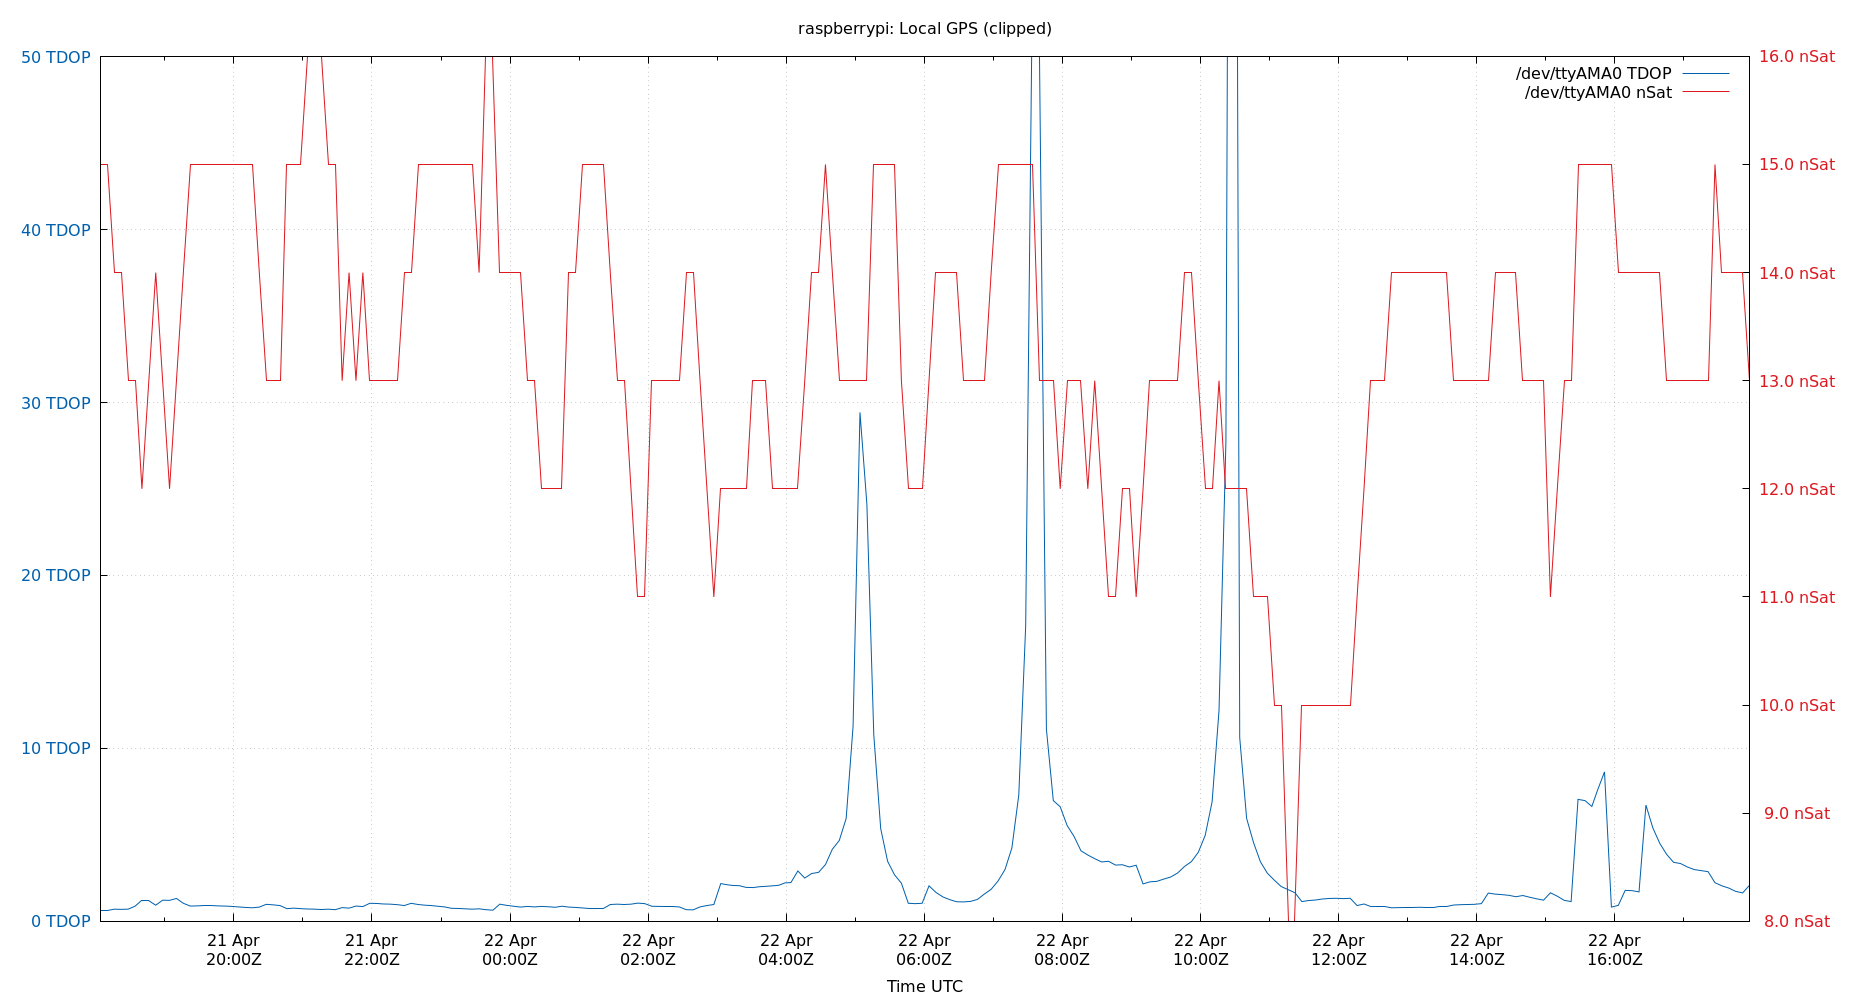 raspberrypi: Local GPS (clipped)
50 TDOP
40 TDOP
30 TDOP
20 TDOP
10 TDOP
0 TDOP
/dev/ttyAMA0 TDOP
/dev/ttyAMA0 nSat
16.0 nSat
15.0 nSat
14.0 nSat
13.0 nSat
12.0 nSat
11.0 nSat
10.0 nSat
9.0 nSat
8.0 nSat
21 Apr
20:00Z
21 Apr
22:00Z
22 Apr
00:00Z
22 Apr
02:00Z
22 Apr
04:00Z
22 Apr
06:00Z
22 Apr
08:00Z
22 Apr
10:00Z
22 Apr
12:00Z
22 Apr
14:00Z
22 Apr
16:00Z
Time UTC